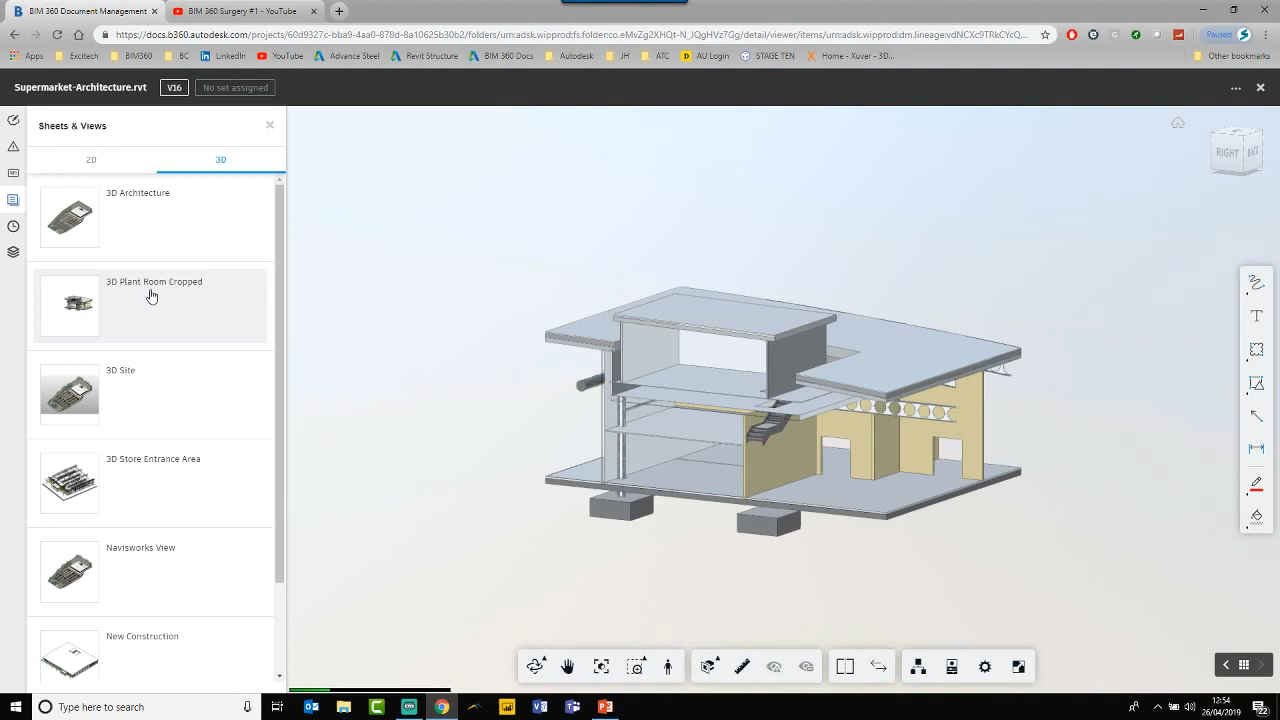 BIM 360 Document Management
BIM 360 Surgery #1 - YouTube
https://docs.b360.autodesk.com/projects/60d9327c-bba9-4aa0-878d-8a10625b30b2/folders/urn:adsk.wipprod:fs.folder:co.eMvZg2XHQt-N_JQgHVz7Gg/detail/viewer/items/urn:adsk.wipprod:dm.lineage:vdNCXc9TRkCYcQ...
Paused
Apps
Excitech
BIM360
BC
LinkedIn
YouTube
Advance Steel
Revit Structure
BIM 360 Docs
Autodesk
JH
ATC
AU Login
STAGE TEN
Home - Xuver - 3D...
Other bookmarks
Supermarket-Architecture.rvt
V16
No set assigned
Sheets & Views
2D
3D
3D Architecture
3D Plant Room Cropped
3D Site
3D Store Entrance Area
Navisworks View
New Construction
RIGHT
BACK
Type here to search
12:54
26/04/2019
22